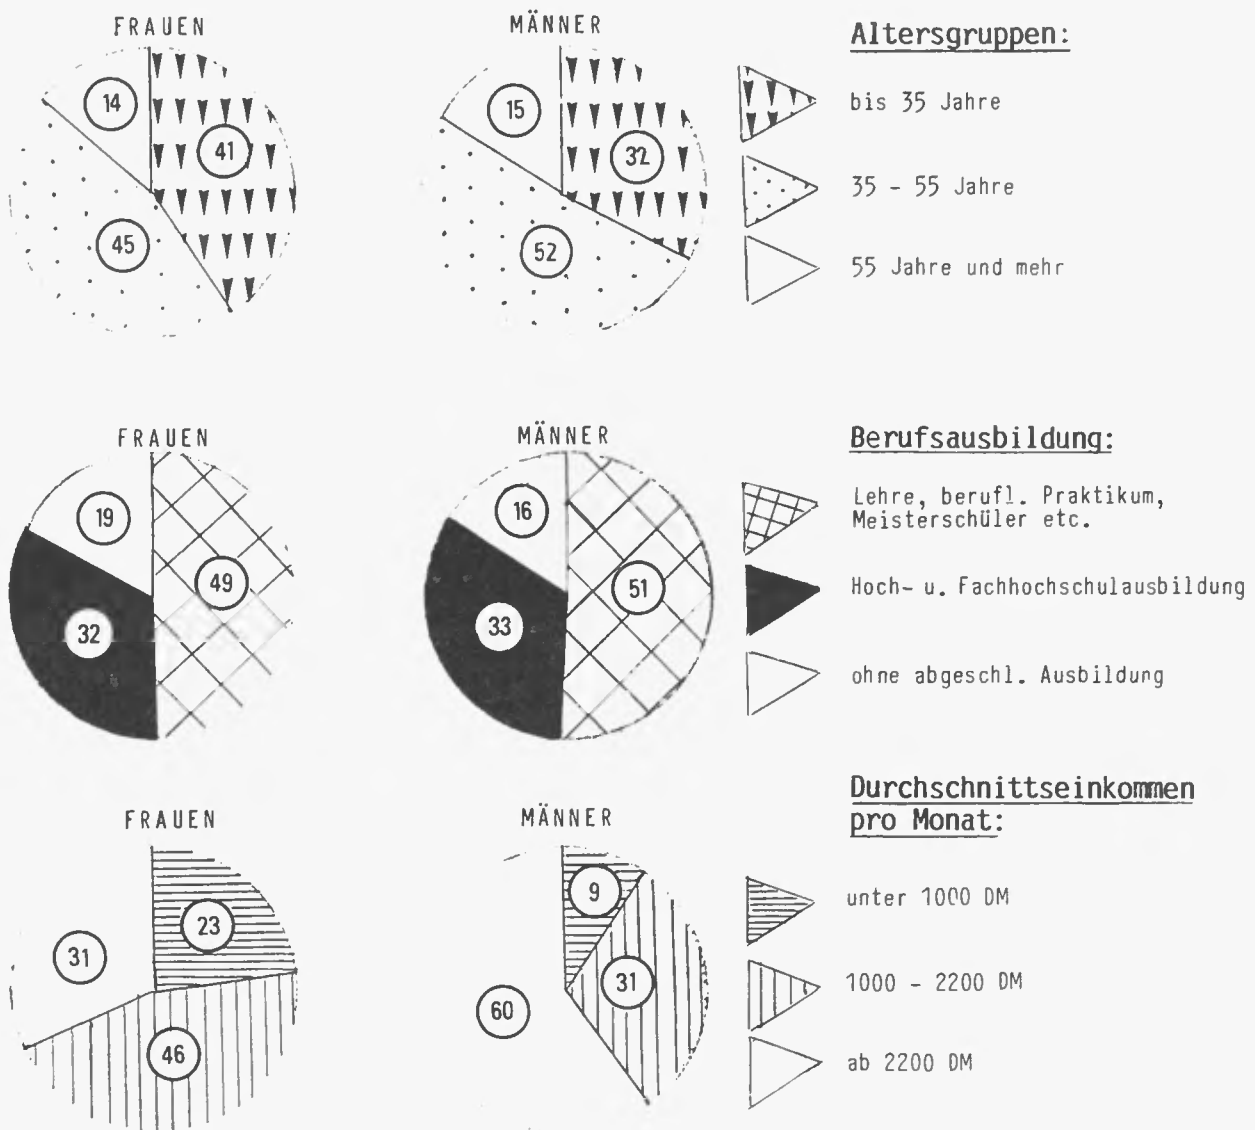 FRAUEN
MÄNNER
Altersgruppen:
14
41
45
15
32
52
bis 35 Jahre
35 - 55 Jahre
55 Jahre und mehr
FRAUEN
MÄNNER
Berufsausbildung:
19
49
32
16
51
33
Lehre, berufl. Praktikum,
Meisterschüler etc.
Hoch- u. Fachhochschulausbildung
ohne abgeschl. Ausbildung
FRAUEN
MÄNNER
Durchschnittseinkommen
pro Monat:
23
31
46
9
31
60
unter 1000 DM
1000 - 2200 DM
ab 2200 DM